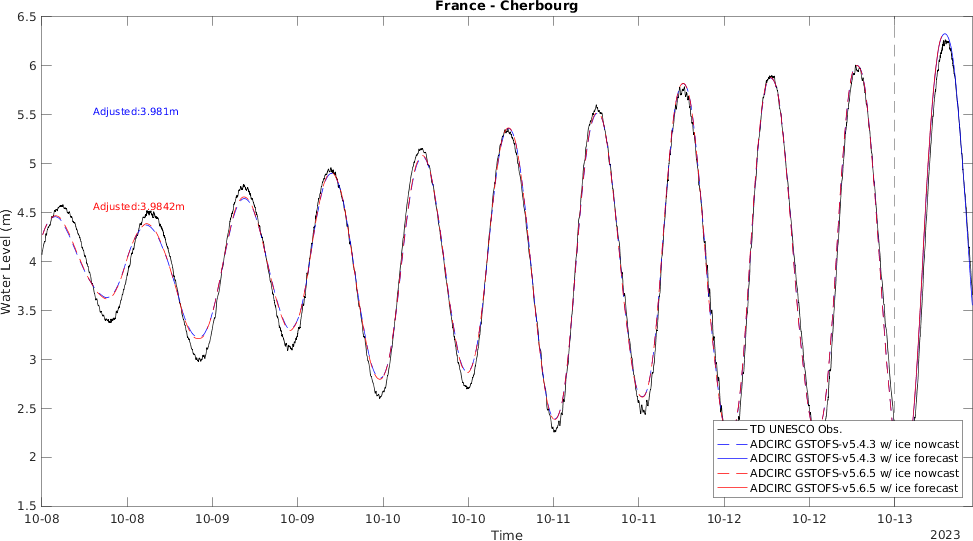 France - Cherbourg
6.5
6
5.5
5
4.5
4
3.5
3
2.5
2
1.5
Water Level (m)
Adjusted:3.981m
Adjusted:3.9842m
TD UNESCO Obs.
ADCIRC GSTOFS-v5.4.3 w/ ice nowcast
ADCIRC GSTOFS-v5.4.3 w/ ice forecast
ADCIRC GSTOFS-v5.6.5 w/ ice nowcast
ADCIRC GSTOFS-v5.6.5 w/ ice forecast
10-08 10-08 10-09 10-09 10-10 10-10 10-11 10-11 10-12 10-12 10-13
Time
2023